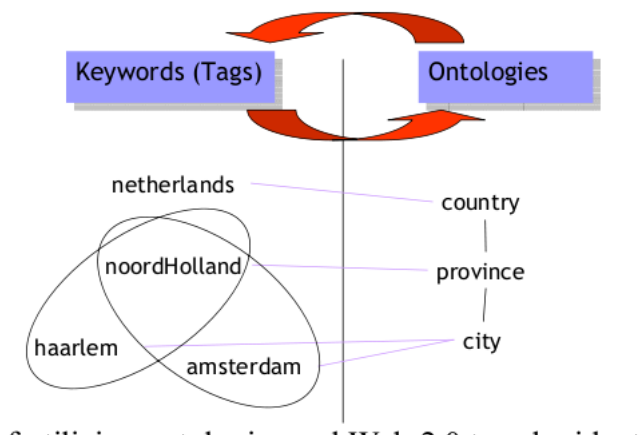 Keywords (Tags)
Ontologies
netherlands
country
noordHolland
province
haarlem
amsterdam
city